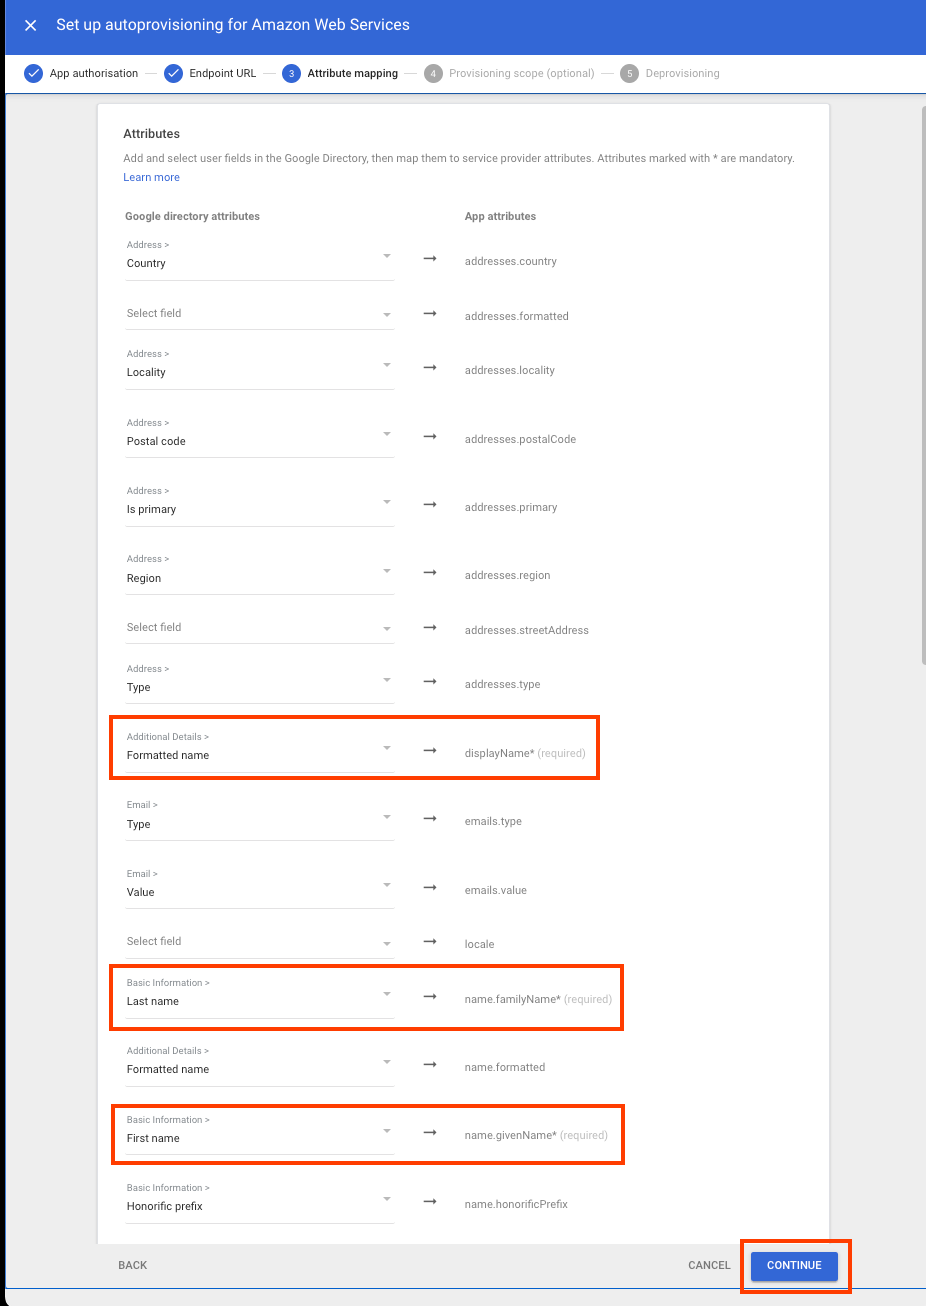 Set up autoprovisioning for Amazon Web Services
App authorisation
Endpoint URL
3 Attribute mapping
4 Provisioning scope (optional)
5 Deprovisioning
Attributes
Add and select user fields in the Google Directory, then map them to service provider attributes. Attributes marked with * are mandatory.
Learn more
Google directory attributes App attributes
Address >
Country addresses.country
Select field addresses.formatted
Address >
Locality addresses.locality
Address >
Postal code addresses.postalCode
Address >
Is primary addresses.primary
Address >
Region addresses.region
Select field addresses.streetAddress
Address >
Type addresses.type
Additional Details >
Formatted name displayName* (required)
Email >
Type emails.type
Email >
Value emails.value
Select field locale
Basic Information >
Last name name.familyName* (required)
Additional Details >
Formatted name name.formatted
Basic Information >
First name name.givenName* (required)
Basic Information >
Honorific prefix name.honorificPrefix
BACK CANCEL CONTINUE